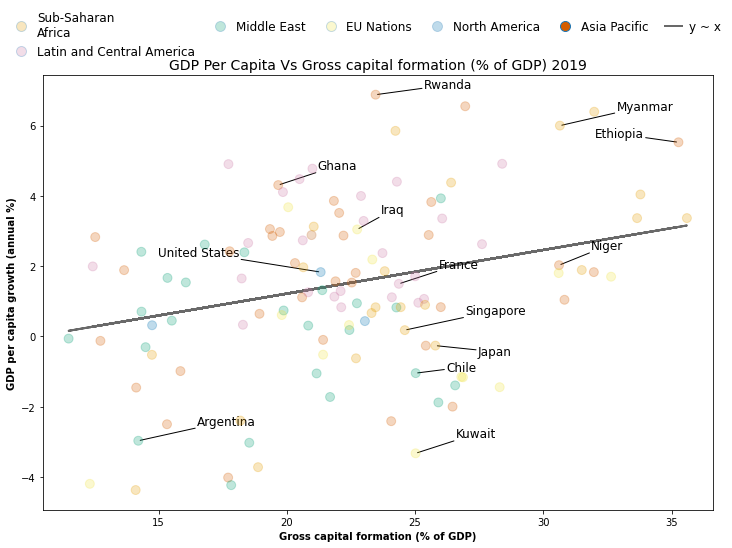 Sub-Saharan
Africa
Middle East
EU Nations
North America
Asia Pacific
y ~ x
Latin and Central America
GDP Per Capita Vs Gross capital formation (% of GDP) 2019
Rwanda
Myanmar
Ethiopia
Ghana
Iraq
United States
Niger
France
Singapore
Japan
Chile
Argentina
Kuwait
GDP per capita growth (annual %)
6
4
2
0
−2
−4
15
20
25
30
35
Gross capital formation (% of GDP)